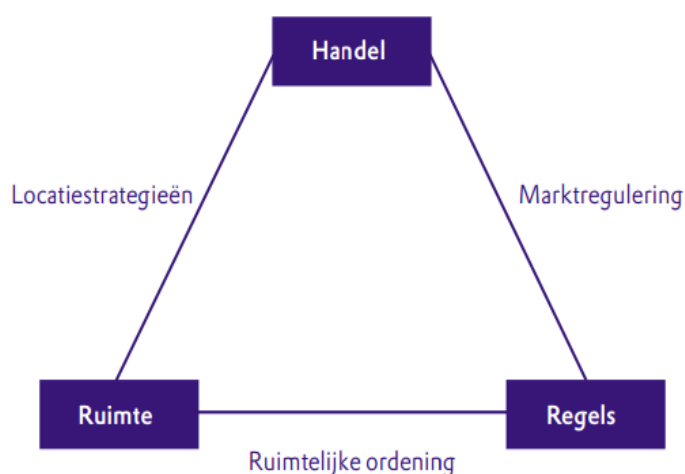 Handel
Locatiestrategieën
Marktregulering
Ruimte
Regels
Ruimtelijke ordening